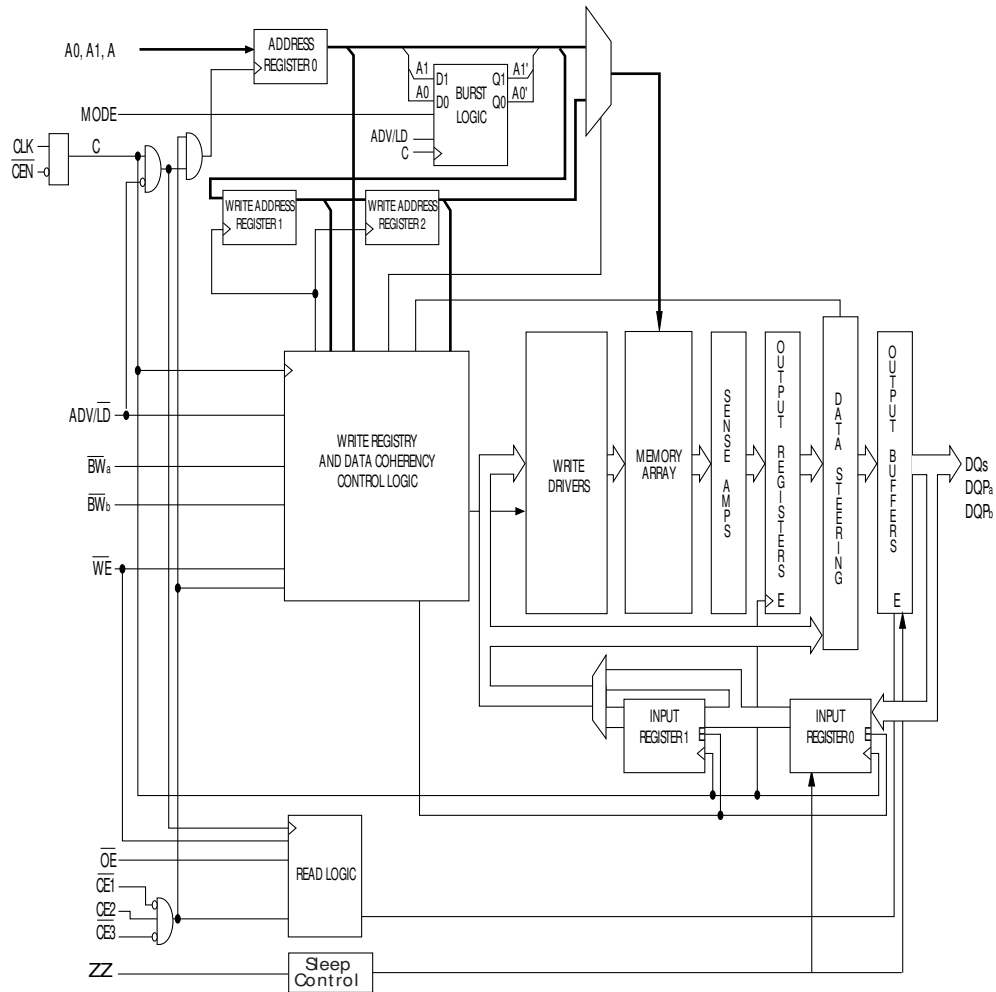 A0, A1, A
ADDRESS
REGISTER 0
A1
A0
D1
D0
BURST
LOGIC
Q1
Q0
A1'
A0'
MODE
ADV/LD
C
CLK
C
CEN
WRITE ADDRESS
REGISTER 1
WRITE ADDRESS
REGISTER 2
ADV/LD
BWa
BWb
WE
WRITE REGISTRY
AND DATA COHERENCY
CONTROL LOGIC
WRITE
DRIVERS
MEMORY
ARRAY
SENSE AMPS
OUTPUT REGISTERS
E
DATA STEERING
OUTPUT BUFFERS
E
DQs
DQPa
DQPb
INPUT
REGISTER 1
E
INPUT
REGISTER 0
E
OE
READ LOGIC
CE1
CE2
CE3
ZZ
Sleep
Control